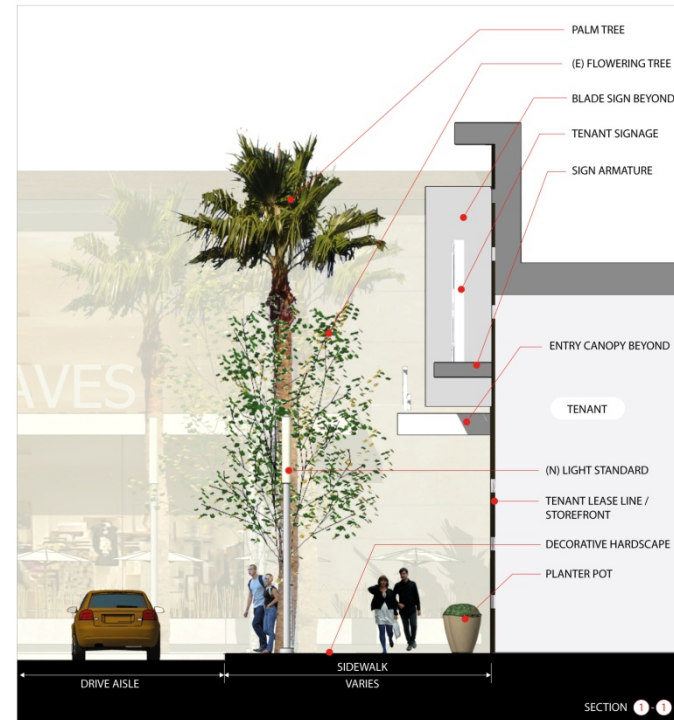 PALM TREE
(E) FLOWERING TREE
BLADE SIGN BEYOND
TENANT SIGNAGE
SIGN ARMATURE
ENTRY CANOPY BEYOND
AVES
TENANT
(N) LIGHT STANDARD
TENANT LEASE LINE /
STOREFRONT
DECORATIVE HARDSCAPE
PLANTER POT
SIDEWALK
DRIVE AISLE
VARIES
SECTION 1 - 1